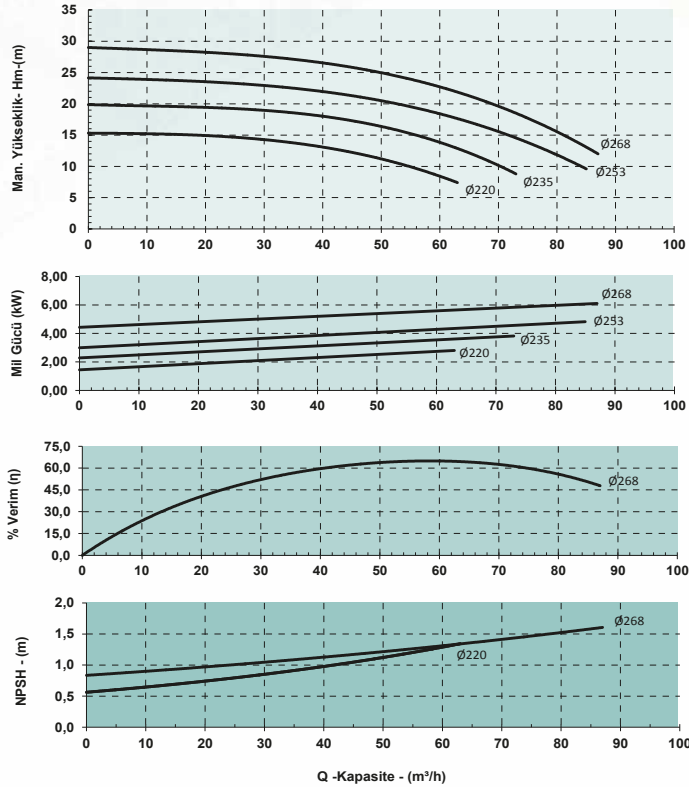 Man. Yükseklik- Hm-(m)
35
30
25
20
15
10
5
0
Ø268
Ø253
Ø235
Ø220
0 10 20 30 40 50 60 70 80 90 100
Mil Gücü (kW)
8,00
6,00
4,00
2,00
0,00
Ø268
Ø253
Ø235
Ø220
0 10 20 30 40 50 60 70 80 90 100
% Verim (η)
75,0
60,0
45,0
30,0
15,0
0,0
Ø268
0 10 20 30 40 50 60 70 80 90 100
NPSH - (m)
2,0
1,5
1,0
0,5
0,0
Ø268
Ø220
0 10 20 30 40 50 60 70 80 90 100
Q -Kapasite - (m³/h)